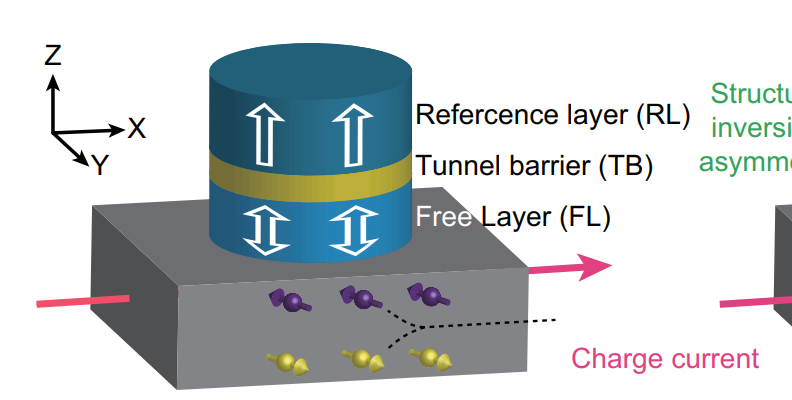 Z
X
Y
Refercence layer (RL)
Tunnel barrier (TB)
Free Layer (FL)
Charge current
Structu
inversi
asymme